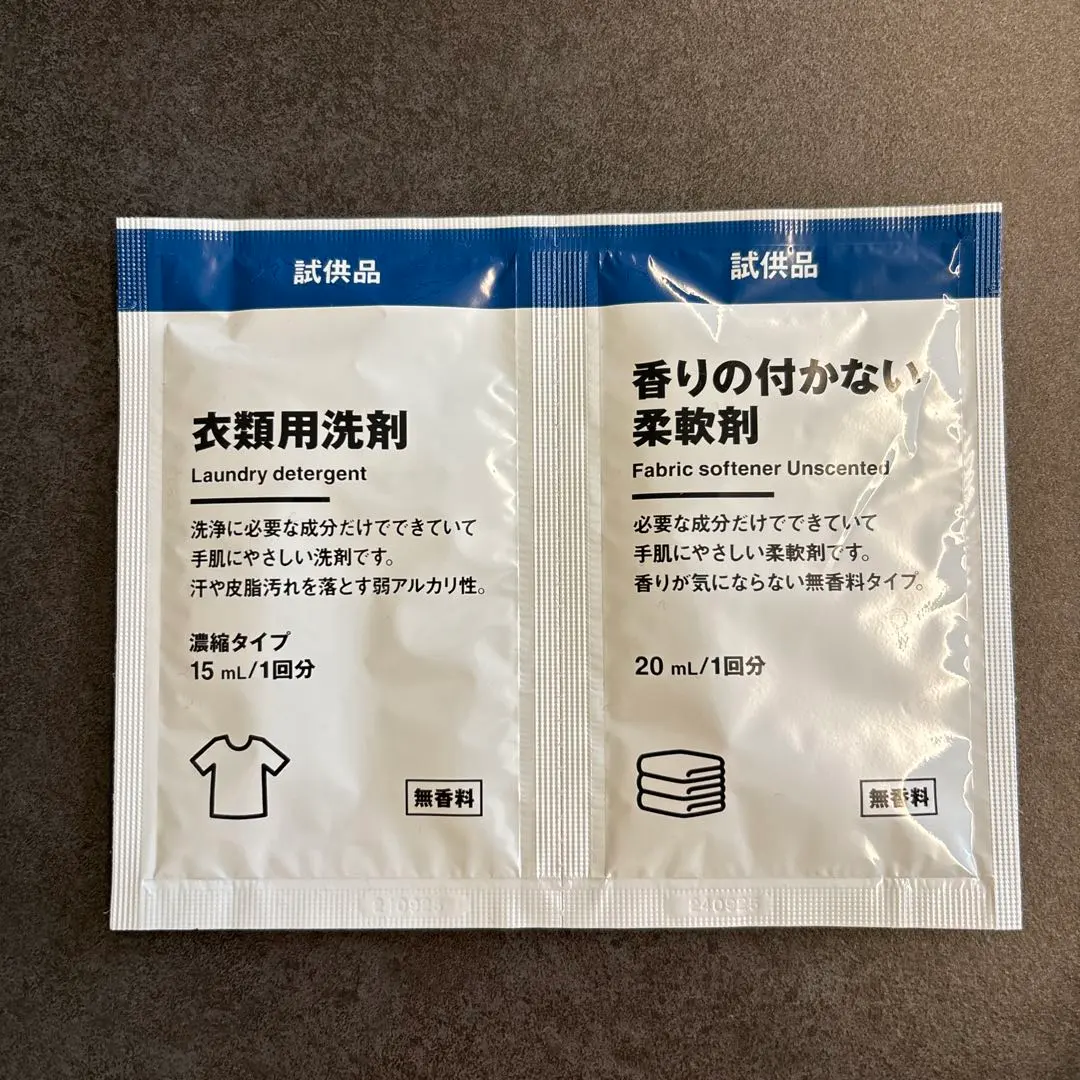 試供品
衣類用洗剤
Laundry detergent
洗浄に必要な成分だけでできていて
手肌にやさしい洗剤です。
汗や皮脂汚れを落とす弱アルカリ性。
濃縮タイプ
15 mL/1回分
無香料
試供品
香りの付かない
柔軟剤
Fabric softener Unscented
必要な成分だけでできていて
手肌にやさしい柔軟剤です。
香りが気にならない無香料タイプ。
20 mL/1回分
無香料